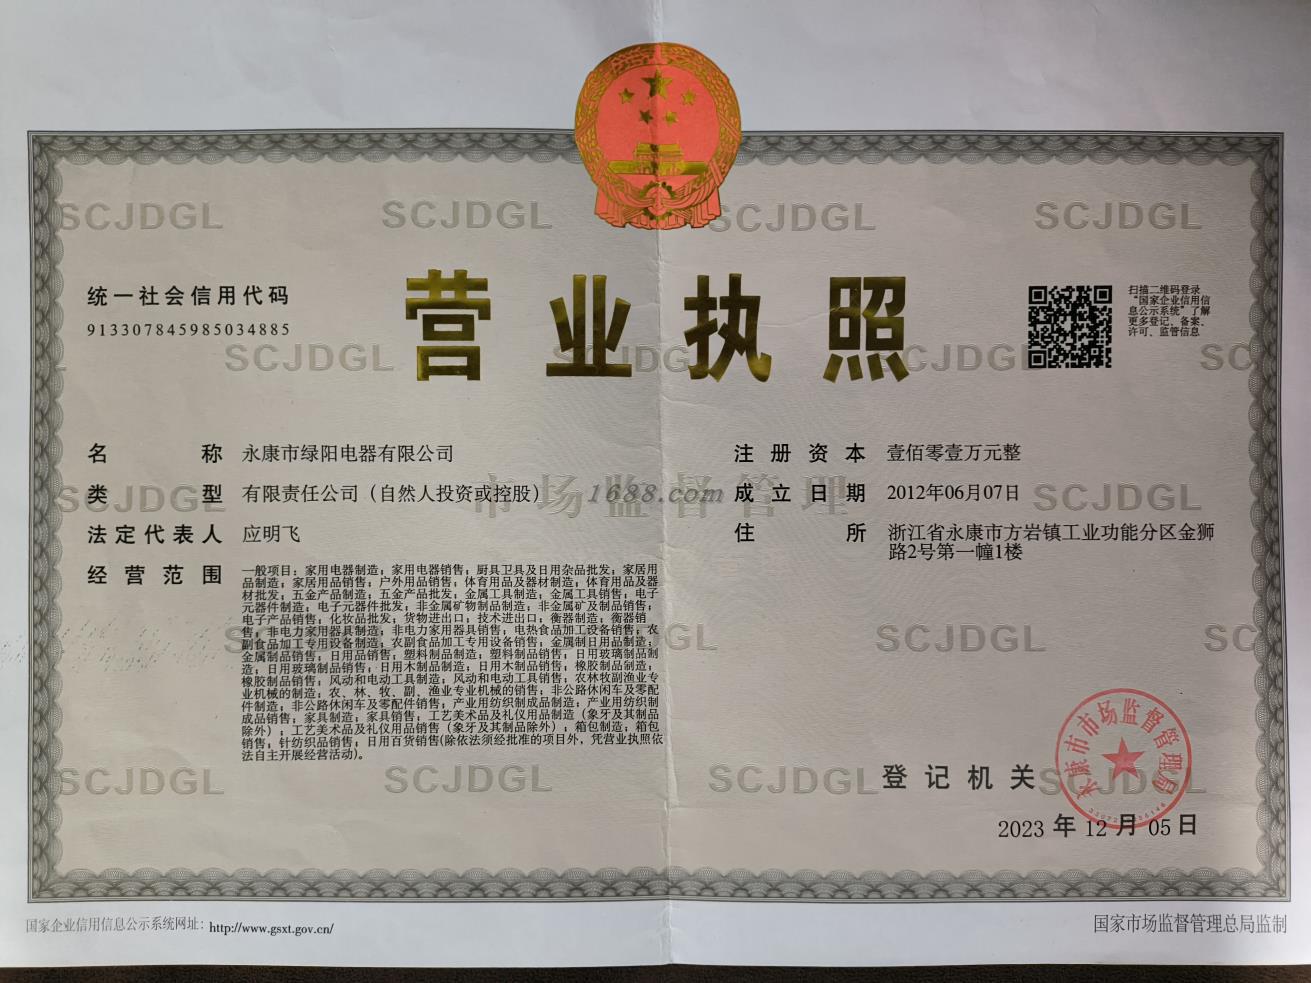 统一社会信用代码
913307845985034885
营业执照
扫描二维码登录
“国家企业信用信
息公示系统”了解
更多登记、备案、
许可、监管信息
名称 永康市绿阳电器有限公司
类型 有限责任公司（自然人投资或控股）
法定代表人 应明飞
经营范围 一般项目：家用电器制造；家用电器销售；厨具卫具及日用杂品批发；家居用
品制造；家居用品销售；户外用品销售；体育用品及器材制造；体育用品及器
材批发；五金产品制造；五金产品批发；金属工具制造；金属工具销售；电子
元器件制造；电子元器件批发；非金属矿物制品制造；非金属矿及制品销售；
电子产品销售；化妆品批发；货物进出口；技术进出口；衡器制造；衡器销
售；非电力家用器具制造；非电力家用器具销售；电热食品加工设备销售；农
副食品加工专用设备制造；农副食品加工专用设备销售；金属制日用品制造；
金属制品销售；日用品销售；塑料制品制造；塑料制品销售；日用玻璃制品制
造；日用玻璃制品销售；日用木制品制造；日用木制品销售；橡胶制品制造；
橡胶制品销售；风动和电动工具制造；风动和电动工具销售；农林牧副渔业专
业机械的制造；农、林、牧、副、渔业专业机械的销售；非公路休闲车及零配
件制造；非公路休闲车及零配件销售；产业用纺织制成品制造；产业用纺织制
成品销售；家具制造；家具销售；工艺美术品及礼仪用品制造（象牙及其制品
除外）；工艺美术品及礼仪用品销售（象牙及其制品除外）；箱包制造；箱包
销售；针纺织品销售；日用百货销售(除依法须经批准的项目外，凭营业执照依
法自主开展经营活动)。
注册资本 壹佰零壹万元整
成立日期 2012年06月07日
住所 浙江省永康市方岩镇工业功能分区金狮
路2号第一幢1楼
市场监督管理
1688.com
SCJDGL
登记机关
永康市市场监督管理局
2023 年 12 月 05 日
国家企业信用信息公示系统网址：http://www.gsxt.gov.cn/
国家市场监督管理总局监制